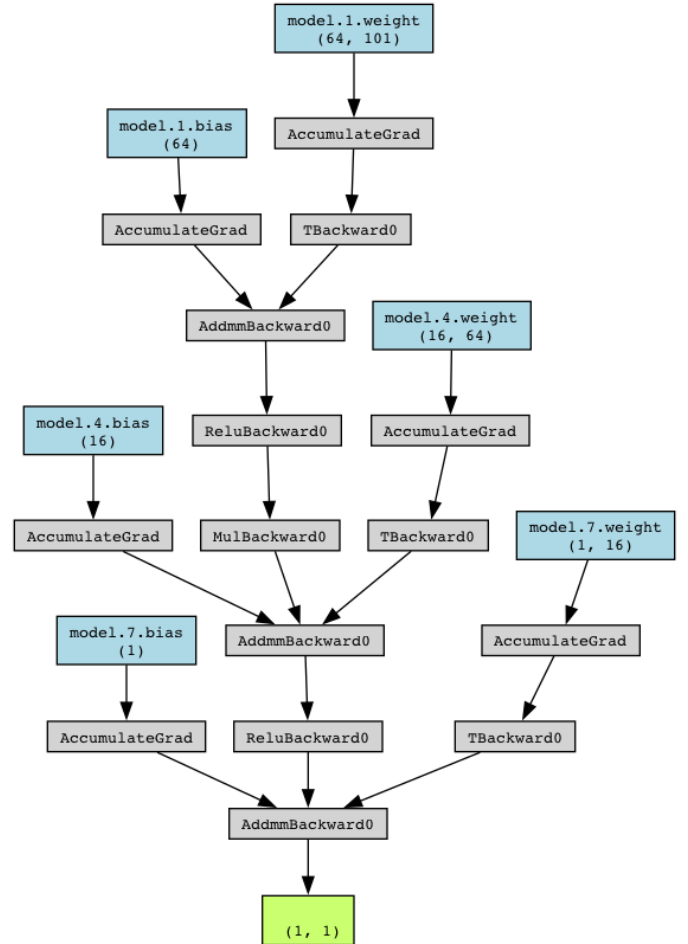 model.1.weight
(64, 101)
model.1.bias
(64)
AccumulateGrad
AccumulateGrad
TBackward0
AddmmBackward0
model.4.weight
(16, 64)
model.4.bias
(16)
ReluBackward0
AccumulateGrad
AccumulateGrad
MulBackward0
TBackward0
model.7.weight
(1, 16)
model.7.bias
(1)
AddmmBackward0
AccumulateGrad
AccumulateGrad
ReluBackward0
TBackward0
AddmmBackward0
(1, 1)